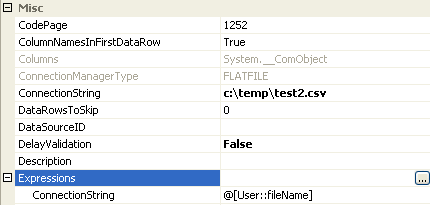 Misc
CodePage 1252
ColumnNamesInFirstDataRow True
Columns System.__ComObject
ConnectionManagerType FLATFILE
ConnectionString c:\temp\test2.csv
DataRowsToSkip 0
DataSourceID
DelayValidation False
Description
Expressions ...
ConnectionString @[User::fileName]